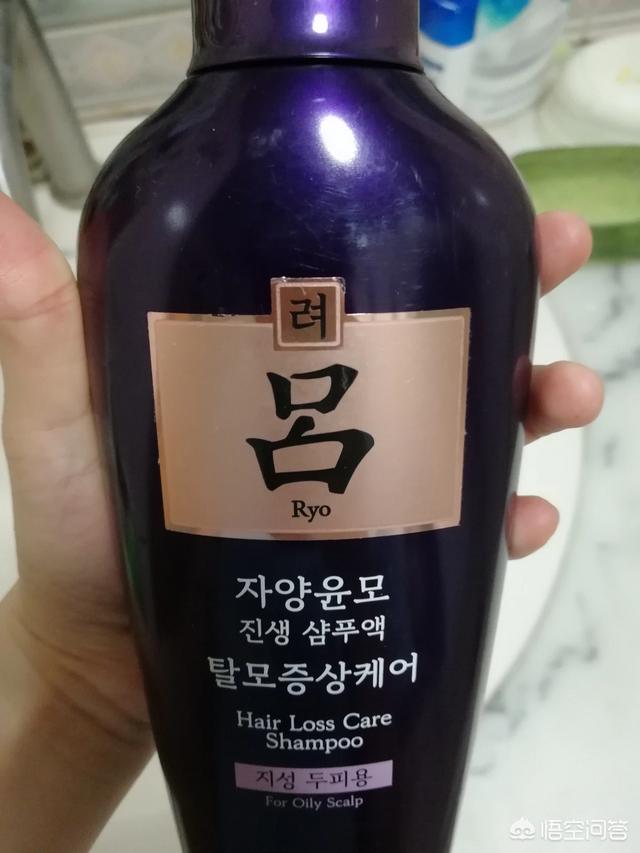 려
呂
Ryo
자양윤모
진생 샴푸액
탈모증상케어
Hair Loss Care
Shampoo
지성 두피용
For Oily Scalp
悟空问答